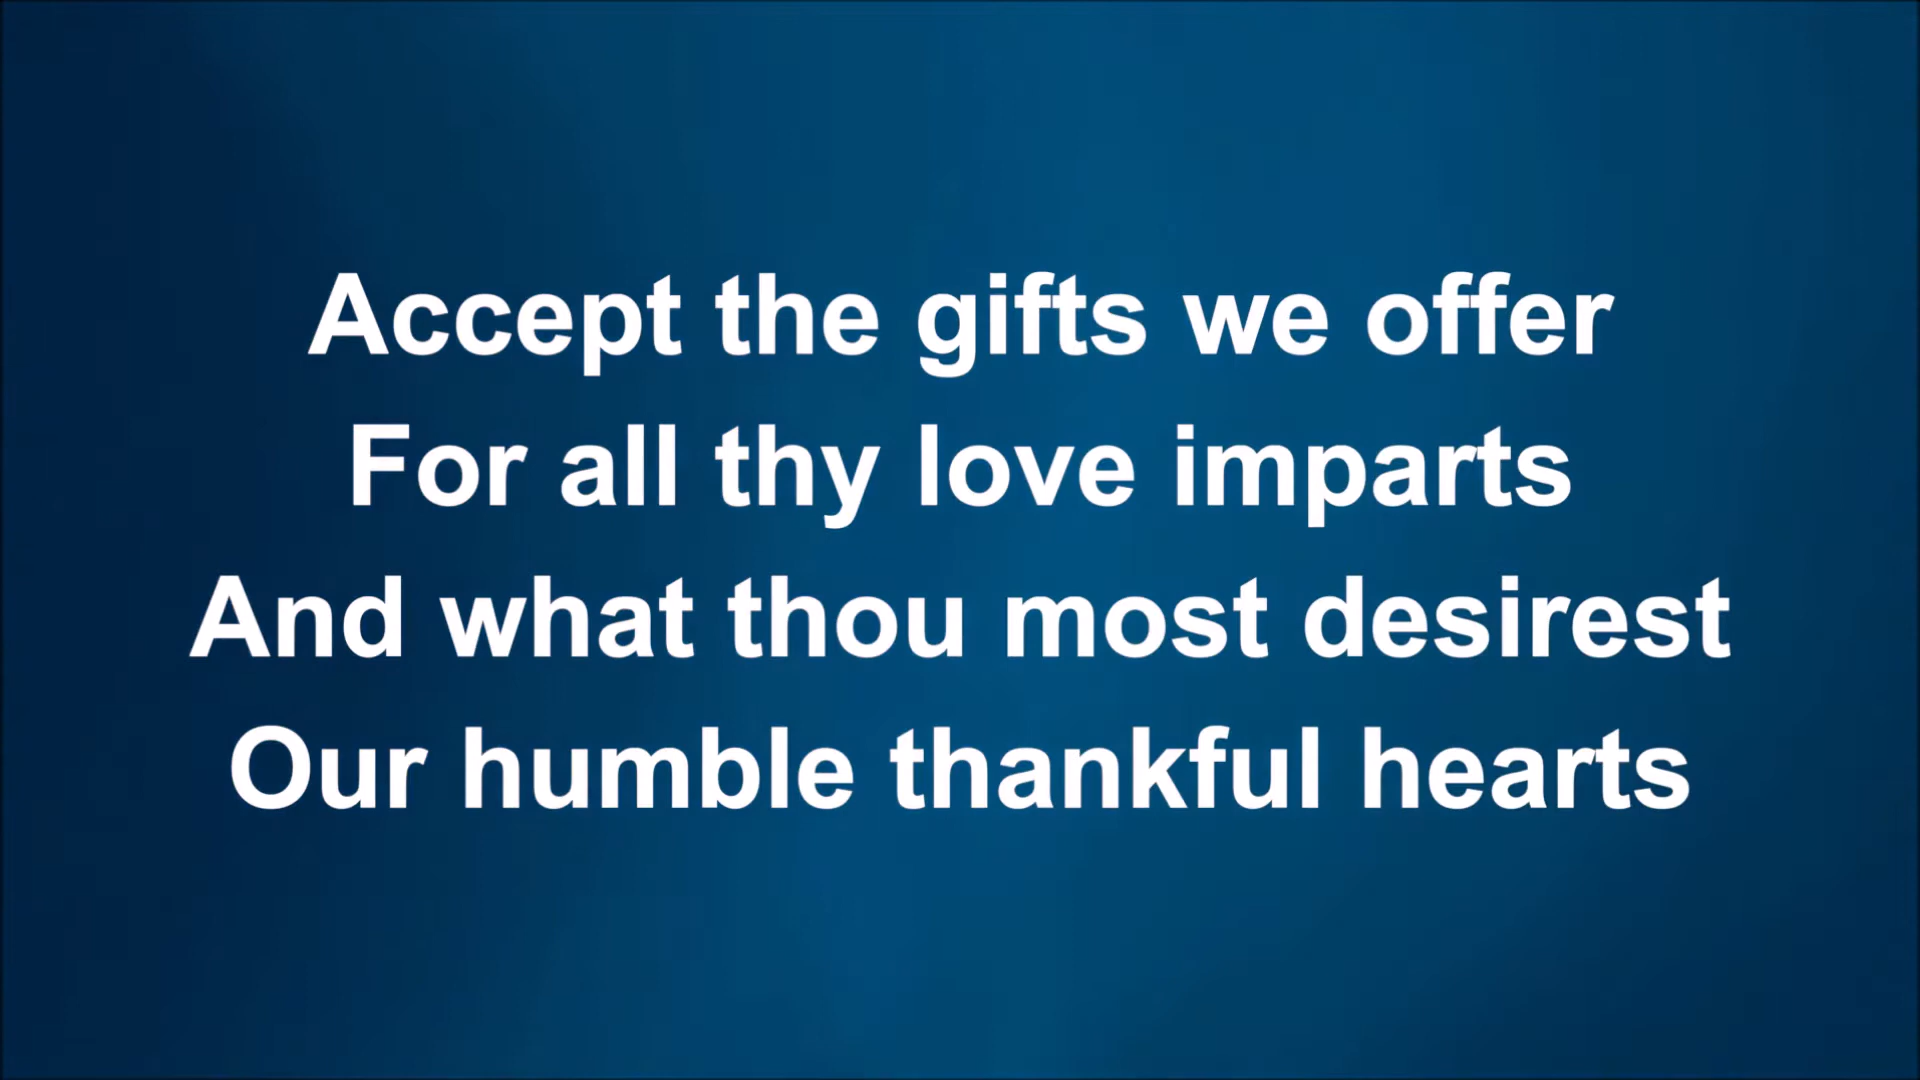 Accept the gifts we offer
For all thy love imparts
And what thou most desirest
Our humble thankful hearts